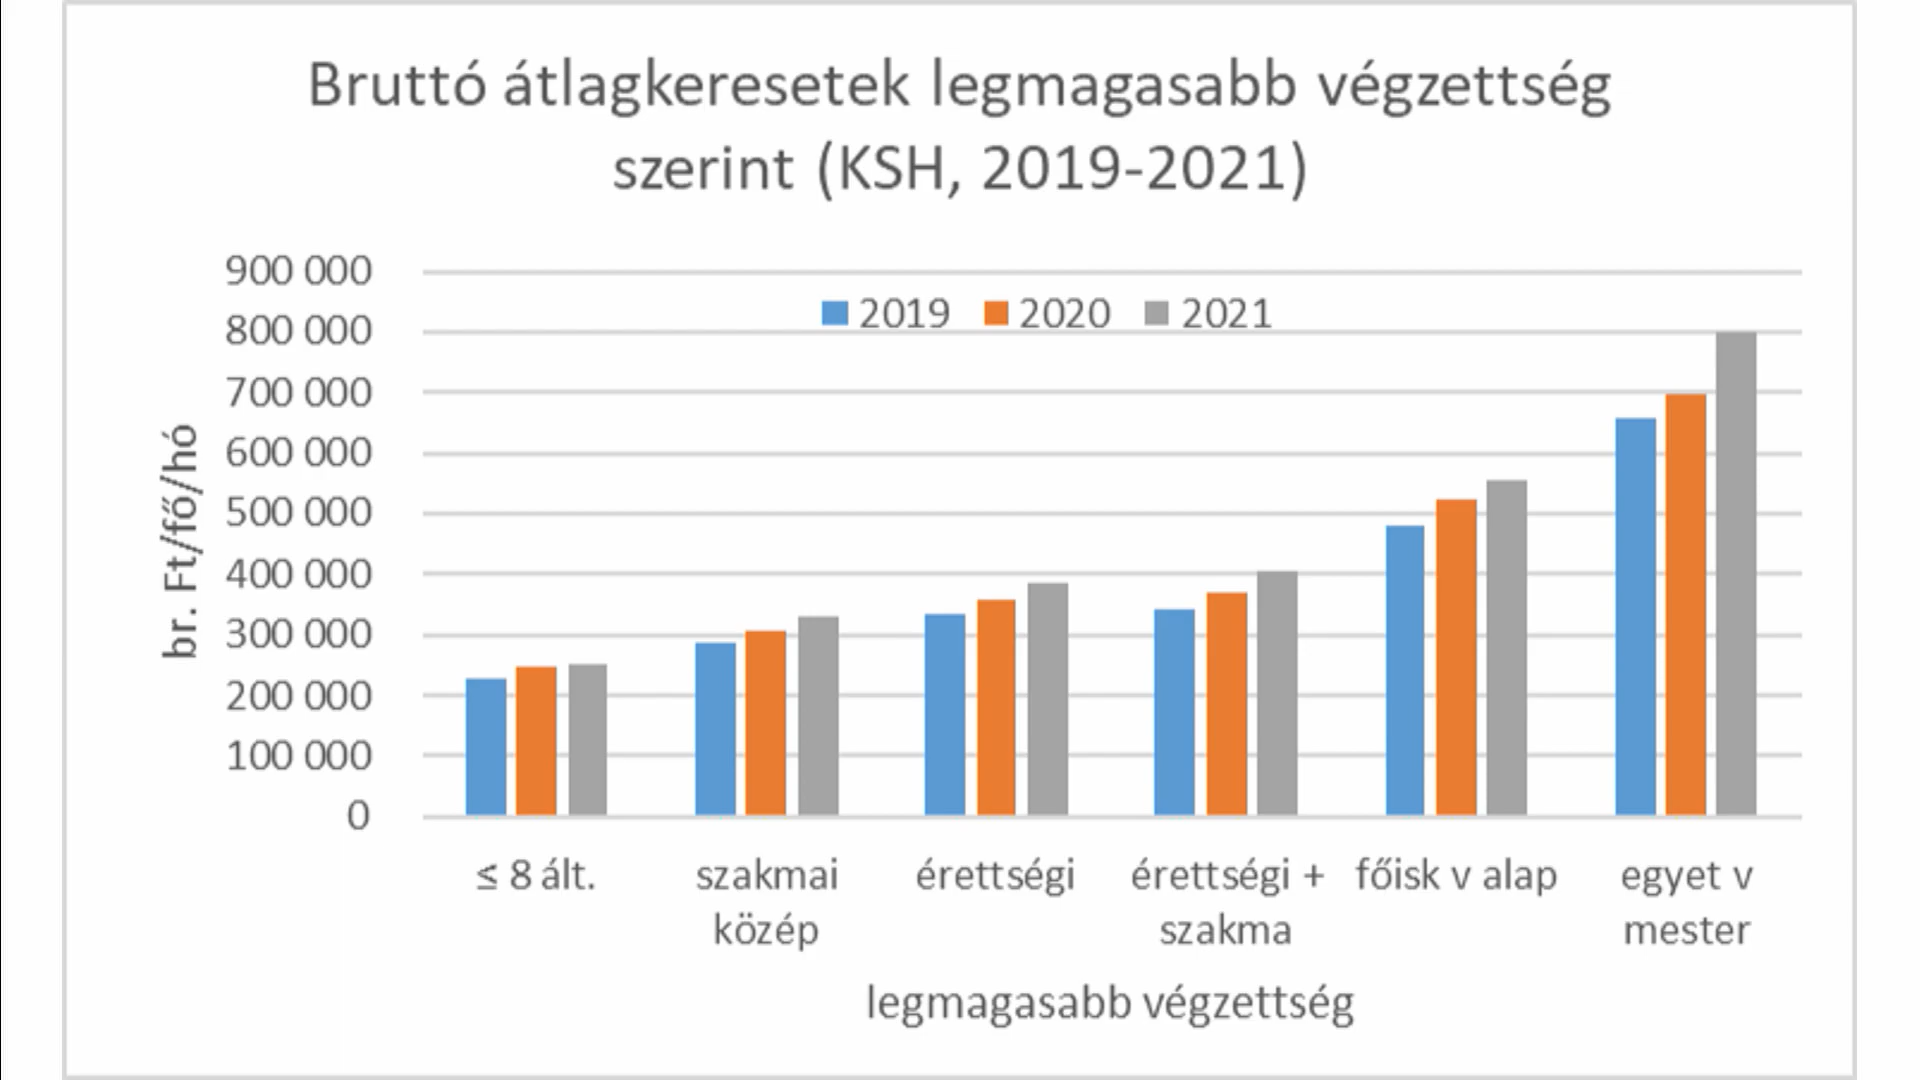 Bruttó átlagkeresetek legmagasabb végzettség
szerint (KSH, 2019-2021)
900 000
2019 2020 2021
800 000
700 000
600 000
500 000
400 000
300 000
200 000
100 000
0
br. Ft/fő/hó
≤ 8 ált.
szakmai
közép
érettségi
érettségi +
szakma
főisk v alap
egyet v
mester
legmagasabb végzettség